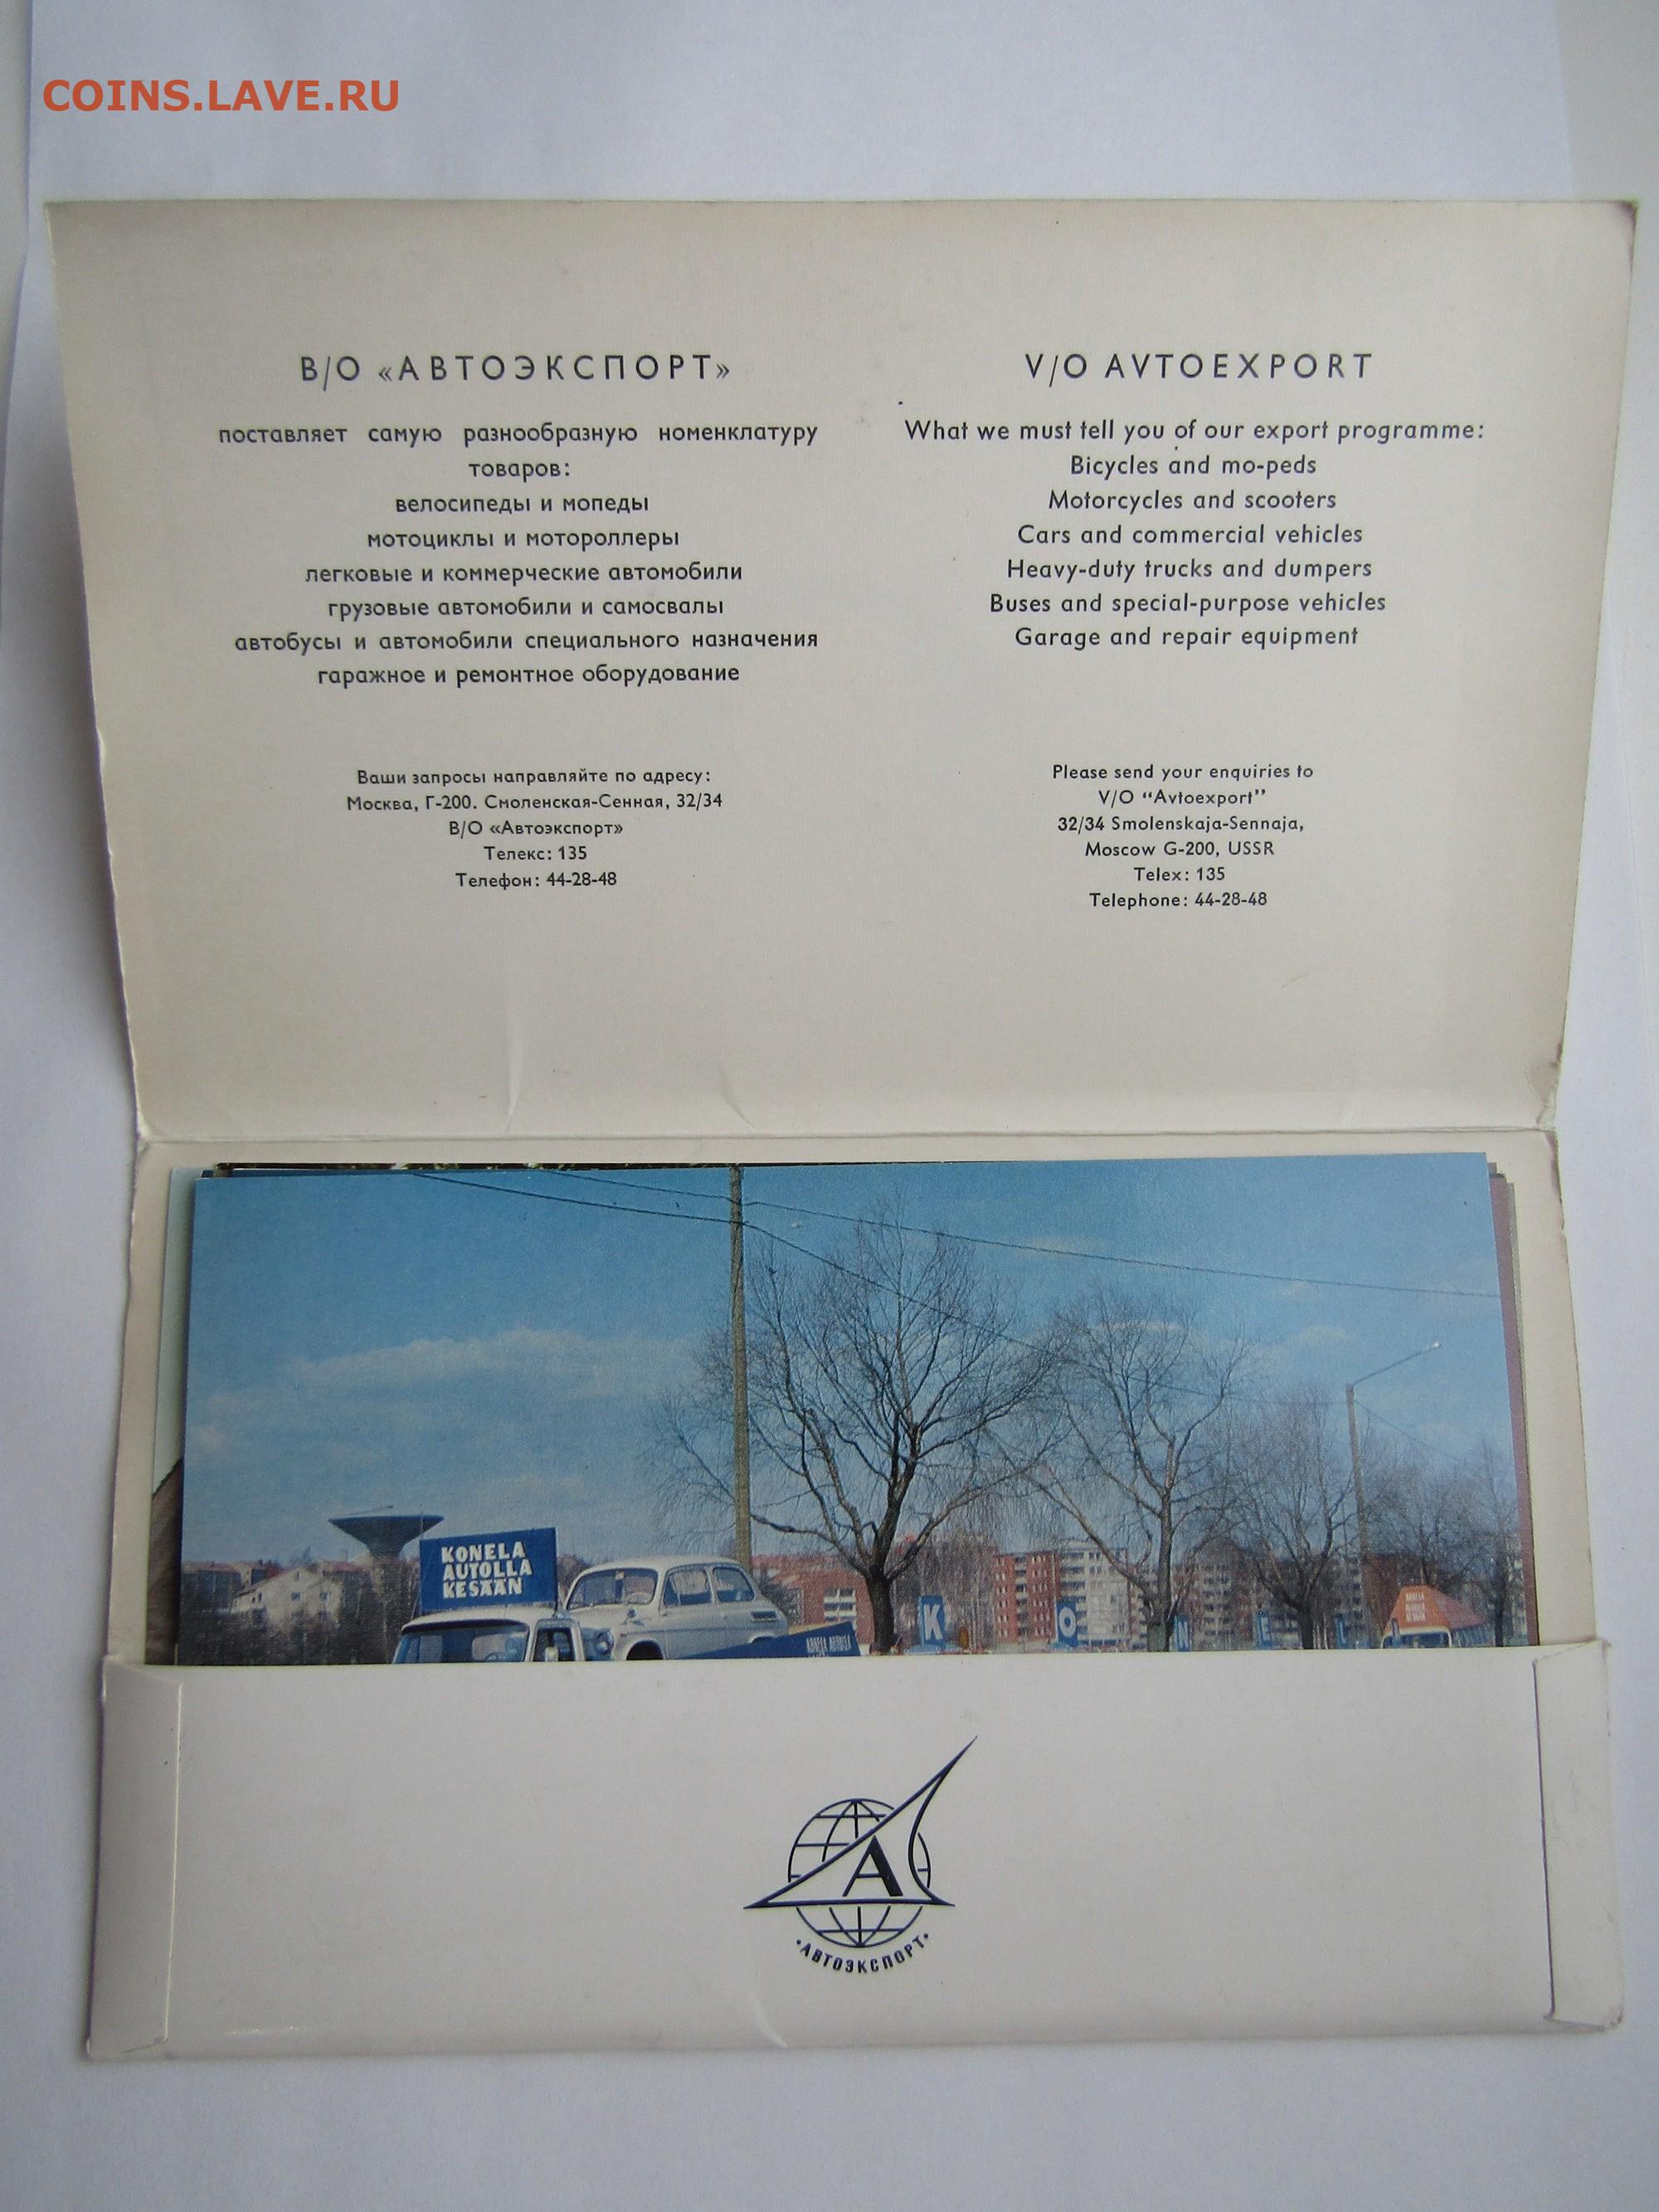 COINS.LAVE.RU
В/О «АВТОЭКСПОРТ»
поставляет самую разнообразную номенклатуру
товаров:
велосипеды и мопеды
мотоциклы и мотороллеры
легковые и коммерческие автомобили
грузовые автомобили и самосвалы
автобусы и автомобили специального назначения
гаражное и ремонтное оборудование
Ваши запросы направляйте по адресу:
Москва, Г-200. Смоленская-Сенная, 32/34
В/О «Автоэкспорт»
Телекс: 135
Телефон: 44-28-48
V/O AVTOEXPORT
What we must tell you of our export programme:
Bicycles and mo-peds
Motorcycles and scooters
Cars and commercial vehicles
Heavy-duty trucks and dumpers
Buses and special-purpose vehicles
Garage and repair equipment
Please send your enquiries to
V/O “Avtoexport”
32/34 Smolenskaja-Sennaja,
Moscow G-200, USSR
Telex: 135
Telephone: 44-28-48
KONELA
AUTOLLA
KESÄÄN
KONELA AUTOLLA
K O N E L
A
•АВТОЭКСПОРТ•